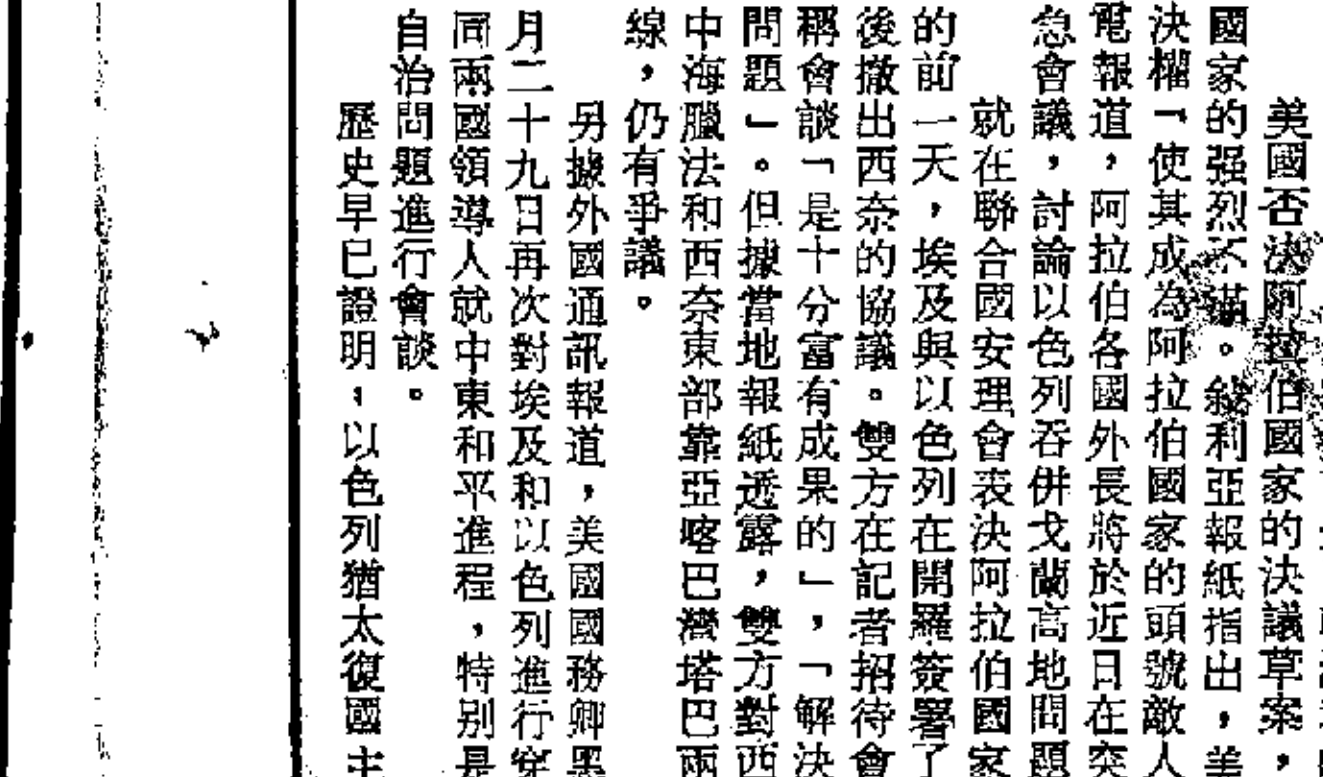 美國否決阿拉伯國家的決議草案，
國家的强烈不滿。敍利亞報紙指出，美
決權「使其成為阿拉伯國家的頭號敵人
電報道，阿拉伯各國外長將於近日在突
急會議，討論以色列吞併戈蘭高地問題
就在聯合國安理會表決阿拉伯國家
的前一天，埃及與以色列在開羅簽署了
後撤出西奈的協議。雙方在記者招待會
稱會談「是十分富有成果的」，「解決
問題」。但據當地報紙透露，雙方對西
中海臘法和西奈東部靠亞喀巴灣塔巴兩
線，仍有爭議。
另據外國通訊報道，美國國務卿黑
月二十九日再次對埃及和以色列進行穿
同兩國領導人就中東和平進程，特別是
自治問題進行會談。
歷史早已證明：以色列猶太復國主